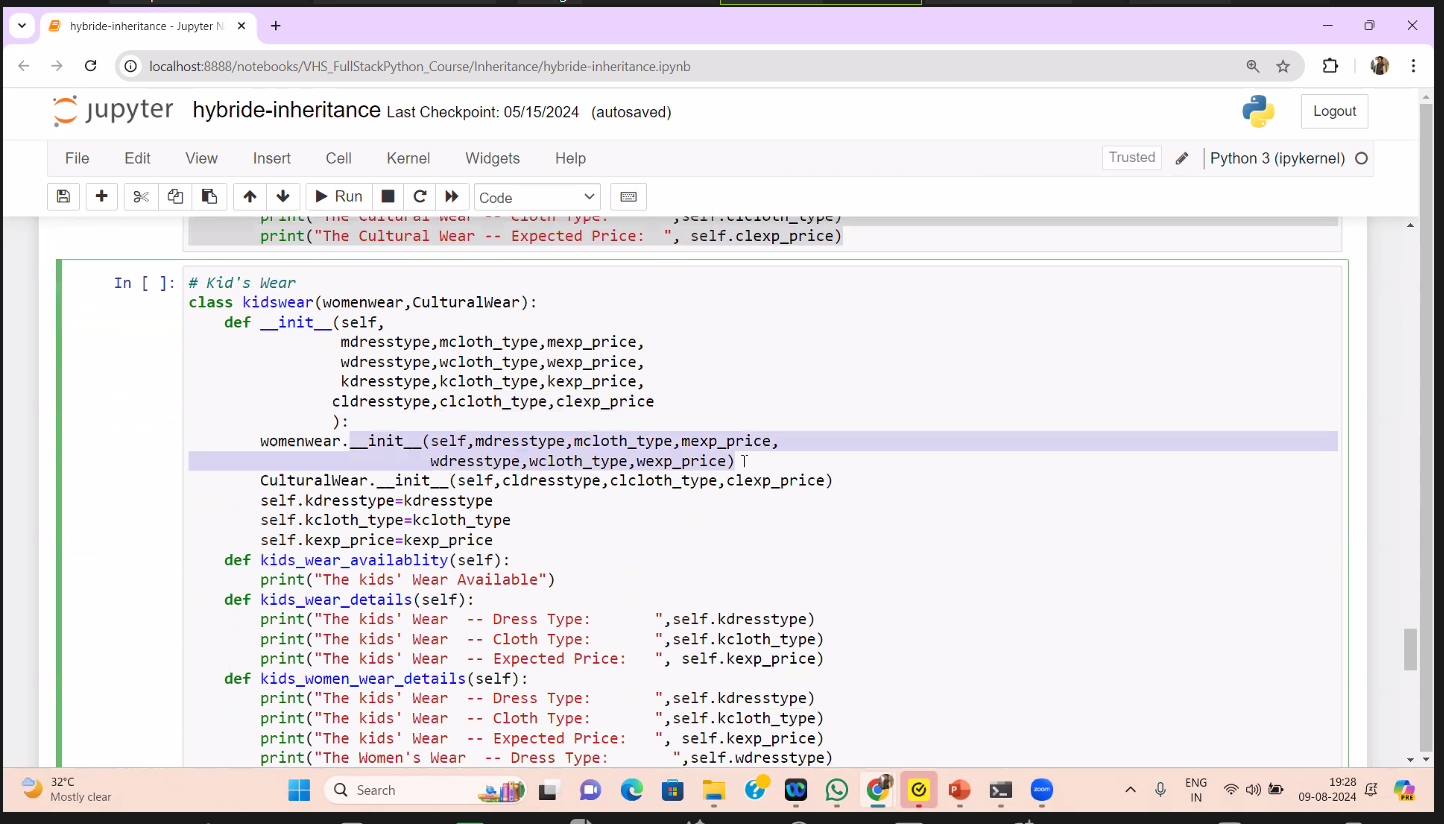 hybride-inheritance - Jupyter N
localhost:8888/notebooks/VHS_FullStackPython_Course/Inheritance/hybride-inheritance.ipynb
jupyter hybride-inheritance Last Checkpoint: 05/15/2024 (autosaved)
Logout
File Edit View Insert Cell Kernel Widgets Help
Trusted
Python 3 (ipykernel)
Run
Code
print("The Cultural Wear -- Cloth Type: ",self.clcloth_type)
print("The Cultural Wear -- Expected Price: ", self.clexp_price)
In [ ]: # Kid's Wear
class kidswear(womenwear,CulturalWear):
def __init__(self,
mdresstype,mcloth_type,mexp_price,
wdresstype,wcloth_type,wexp_price,
kdresstype,kcloth_type,kexp_price,
cldresstype,clcloth_type,clexp_price
):
womenwear.__init__(self,mdresstype,mcloth_type,mexp_price,
wdresstype,wcloth_type,wexp_price)
CulturalWear.__init__(self,cldresstype,clcloth_type,clexp_price)
self.kdresstype=kdresstype
self.kcloth_type=kcloth_type
self.kexp_price=kexp_price
def kids_wear_availablity(self):
print("The kids' Wear Available")
def kids_wear_details(self):
print("The kids' Wear  -- Dress Type:       ",self.kdresstype)
print("The kids' Wear  -- Cloth Type:       ",self.kcloth_type)
print("The kids' Wear  -- Expected Price:   ", self.kexp_price)
def kids_women_wear_details(self):
print("The kids' Wear  -- Dress Type:       ",self.kdresstype)
print("The kids' Wear  -- Cloth Type:       ",self.kcloth_type)
print("The kids' Wear  -- Expected Price:   ", self.kexp_price)
print("The Women's Wear  -- Dress Type:       ",self.wdresstype)
32°C
Mostly clear
Search
zoom
ENG
IN
19:28
09-08-2024
PRE